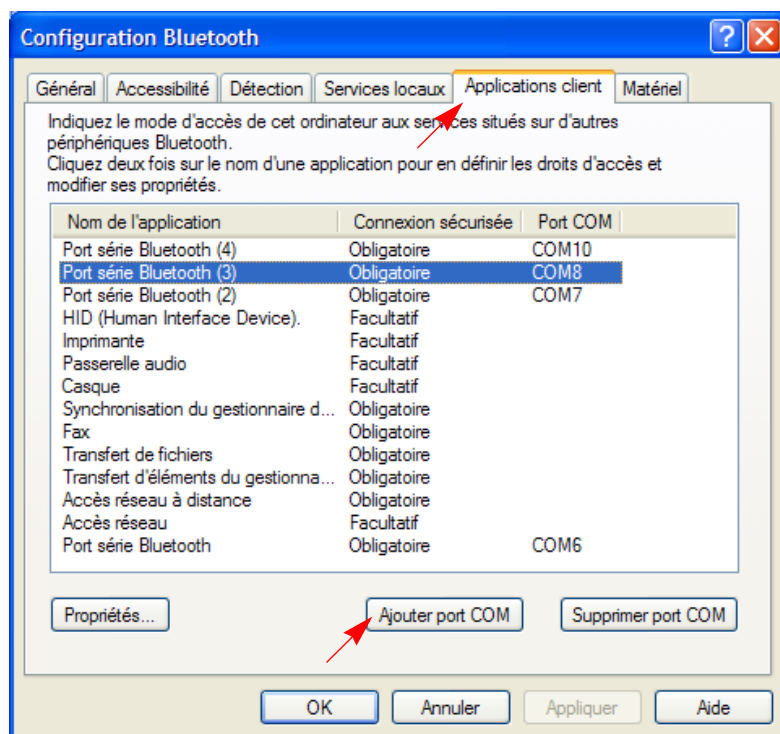 Configuration Bluetooth
Général Accessibilité Détection Services locaux Applications client Matériel
Indiquez le mode d'accès de cet ordinateur aux services situés sur d'autres
périphériques Bluetooth.
Cliquez deux fois sur le nom d'une application pour en définir les droits d'accès et
modifier ses propriétés.
Nom de l'application Connexion sécurisée Port COM
Port série Bluetooth (4) Obligatoire COM10
Port série Bluetooth (3) Obligatoire COM8
Port série Bluetooth (2) Obligatoire COM7
HID (Human Interface Device). Facultatif
Imprimante Facultatif
Passerelle audio Facultatif
Casque Facultatif
Synchronisation du gestionnaire d... Obligatoire
Fax Obligatoire
Transfert de fichiers Obligatoire
Transfert d'éléments du gestionna... Obligatoire
Accès réseau à distance Obligatoire
Accès réseau Facultatif
Port série Bluetooth Obligatoire COM6
Propriétés... Ajouter port COM Supprimer port COM
OK Annuler Appliquer Aide